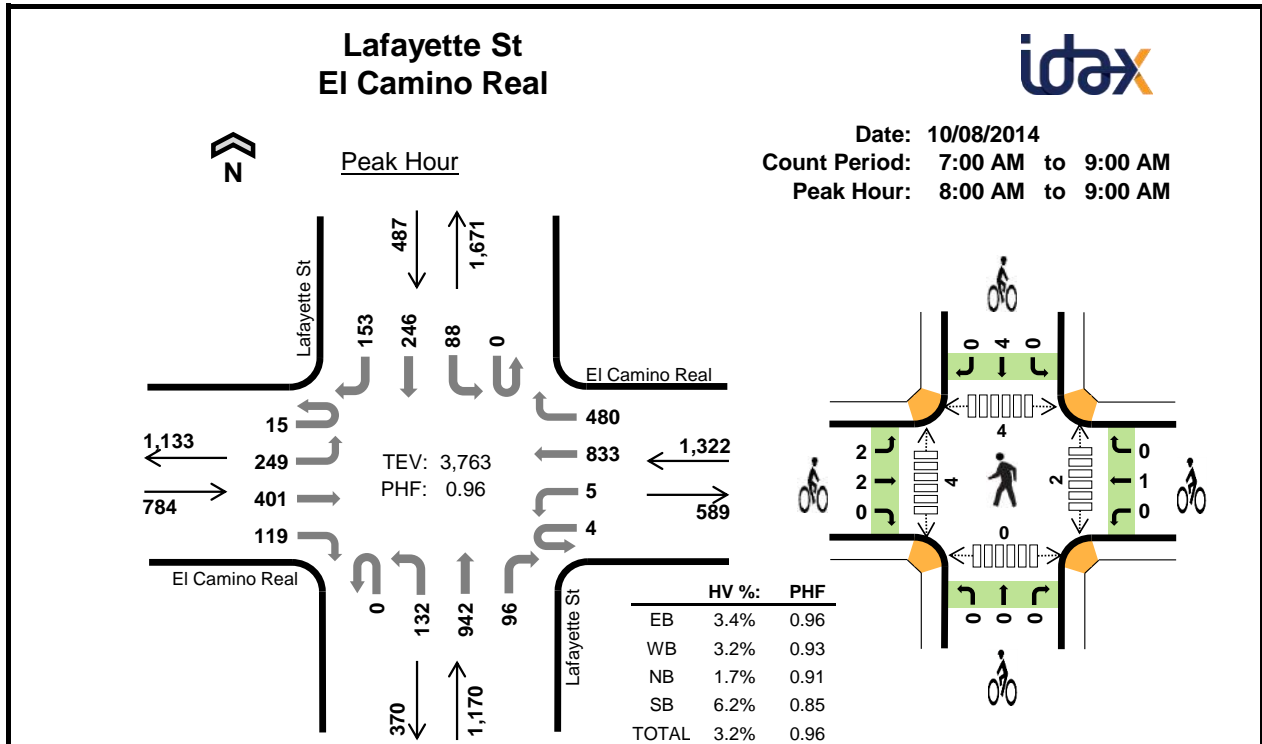 Lafayette St
El Camino Real
idax
Date: 10/08/2014
Count Period: 7:00 AM to 9:00 AM
Peak Hour: 8:00 AM to 9:00 AM
N
Peak Hour
487
1,671
Lafayette St
153
246
88
0
El Camino Real
15
480
1,133
249
833
1,322
TEV: 3,763
PHF: 0.96
784
401
5
589
119
4
El Camino Real
0
132
942
96
Lafayette St
370
1,170
HV %: PHF
EB 3.4% 0.96
WB 3.2% 0.93
NB 1.7% 0.91
SB 6.2% 0.85
TOTAL 3.2% 0.96
0 4 0
4
2
2
0
4
2
0
1
0
0
0 0 0